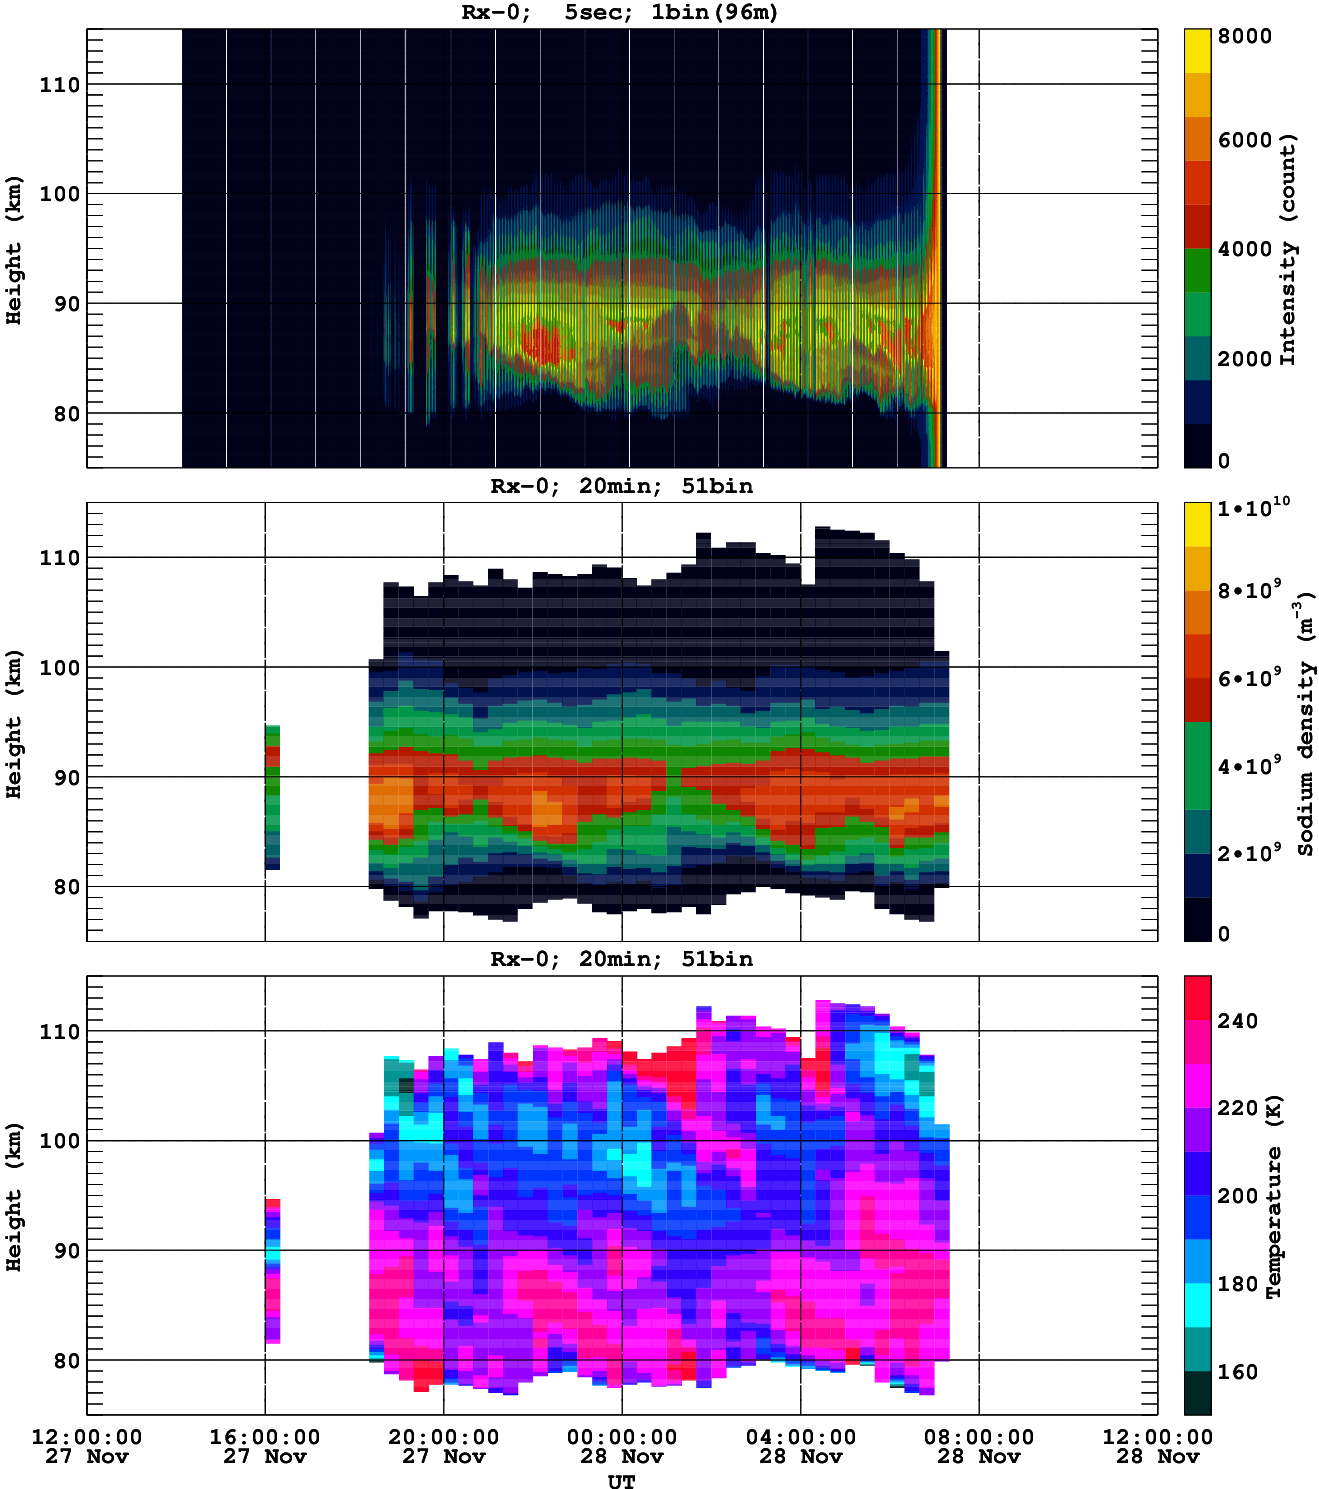 Rx-0;  5sec; 1bin(96m)
110
100
90
80
Height (km)
8000
6000
4000
2000
0
Intensity (count)
Rx-0; 20min; 51bin
110
100
90
80
Height (km)
1•10¹⁰
8•10⁹
6•10⁹
4•10⁹
2•10⁹
0
Sodium density (m⁻³)
Rx-0; 20min; 51bin
110
100
90
80
Height (km)
240
220
200
180
160
Temperature (K)
12:00:00 16:00:00 20:00:00 00:00:00 04:00:00 08:00:00 12:00:00
27 Nov 27 Nov 27 Nov 28 Nov 28 Nov 28 Nov 28 Nov
UT